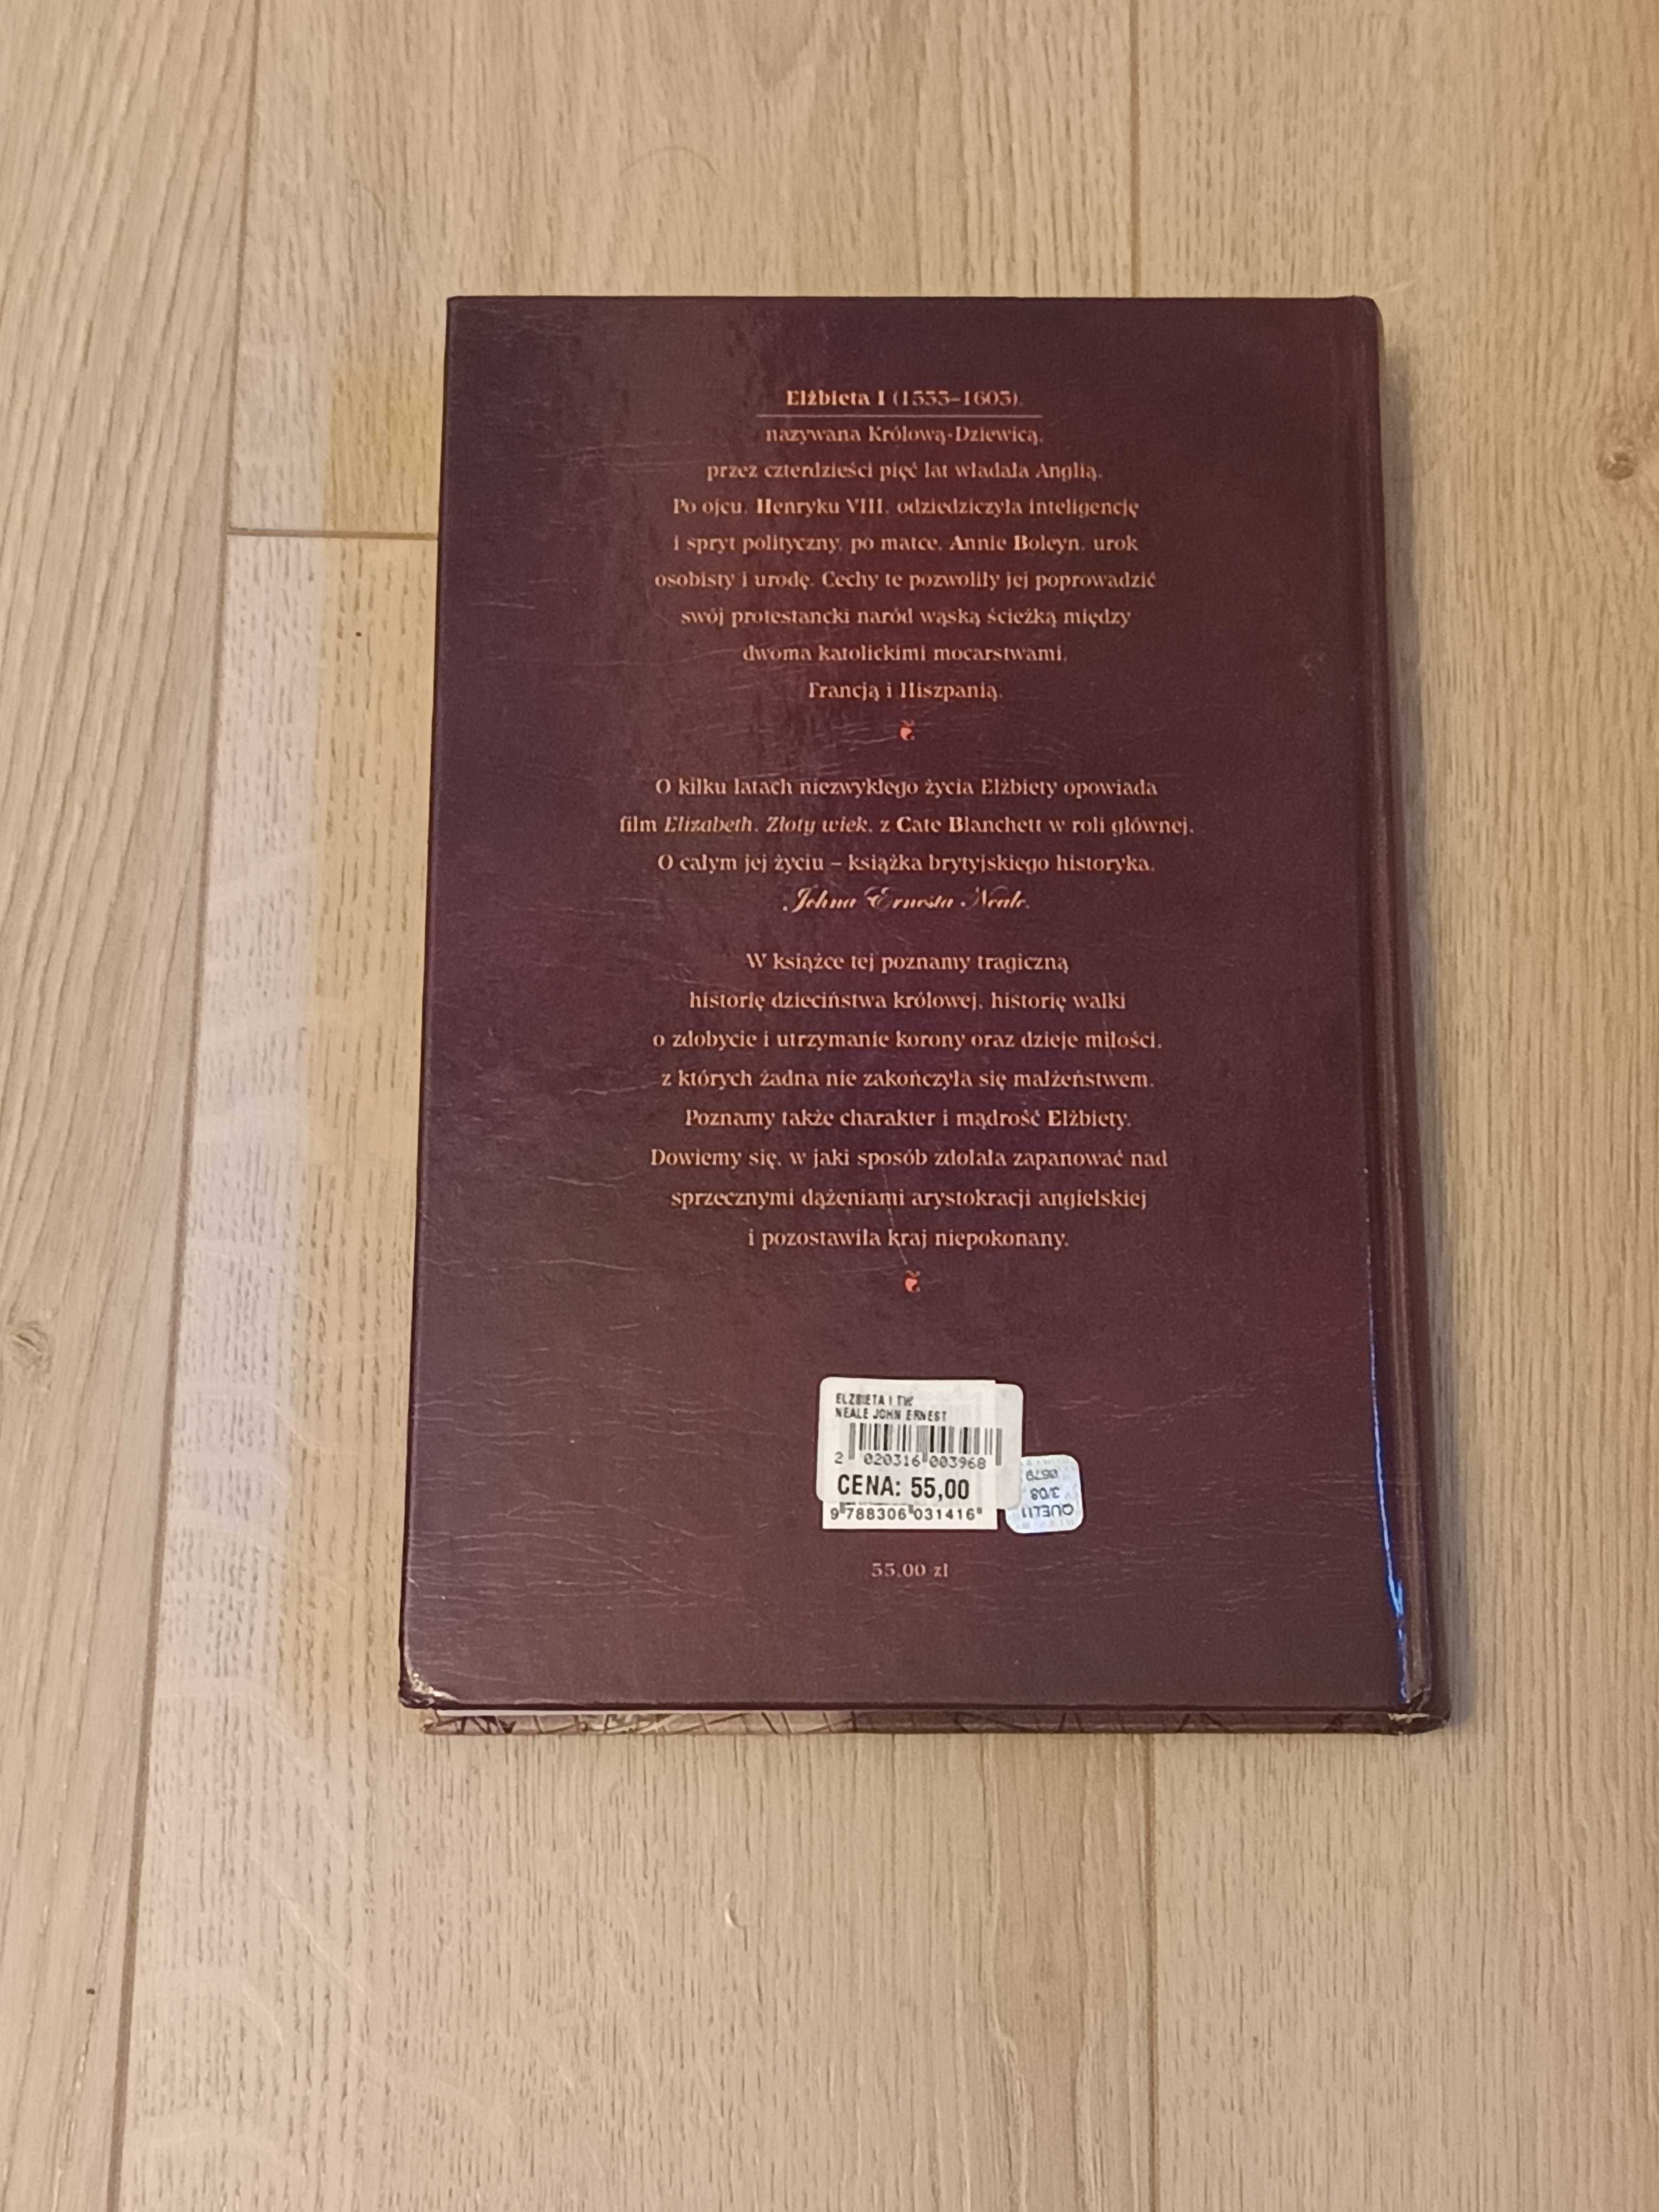 Elżbieta I (1533–1603),
nazywana Królową-Dziewicą,
przez czterdzieści pięć lat władała Anglią.
Po ojcu, Henryku VIII, odziedziczyła inteligencję
i spryt polityczny, po matce, Annie Boleyn, urok
osobisty i urodę. Cechy te pozwoliły jej poprowadzić
swój protestancki naród wąską ścieżką między
dwoma katolickimi mocarstwami,
Francją i Hiszpanią.
O kilku latach niezwykłego życia Elżbiety opowiada
film Elizabeth. Złoty wiek, z Cate Blanchett w roli głównej.
O całym jej życiu – książka brytyjskiego historyka,
Johna Ernesta Neale.
W książce tej poznamy tragiczną
historię dzieciństwa królowej, historię walki
o zdobycie i utrzymanie korony oraz dzieje miłości,
z których żadna nie zakończyła się małżeństwem.
Poznamy także charakter i mądrość Elżbiety.
Dowiemy się, w jaki sposób zdołała zapanować nad
sprzecznymi dążeniami arystokracji angielskiej
i pozostawiła kraj niepokonany.
ELZBIETA I TW
NEALE JOHN ERNEST
2 020316 003968
CENA: 55,00
9 788306 031416
QUELI1
3/08
0679
55,00 zł